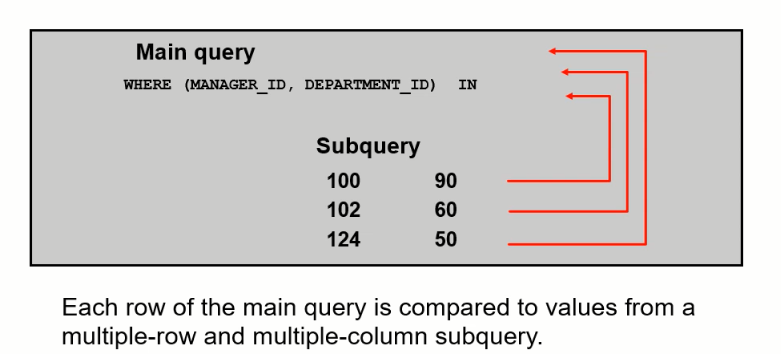 Main query
WHERE (MANAGER_ID, DEPARTMENT_ID) IN
Subquery
100 90
102 60
124 50
Each row of the main query is compared to values from a
multiple-row and multiple-column subquery.